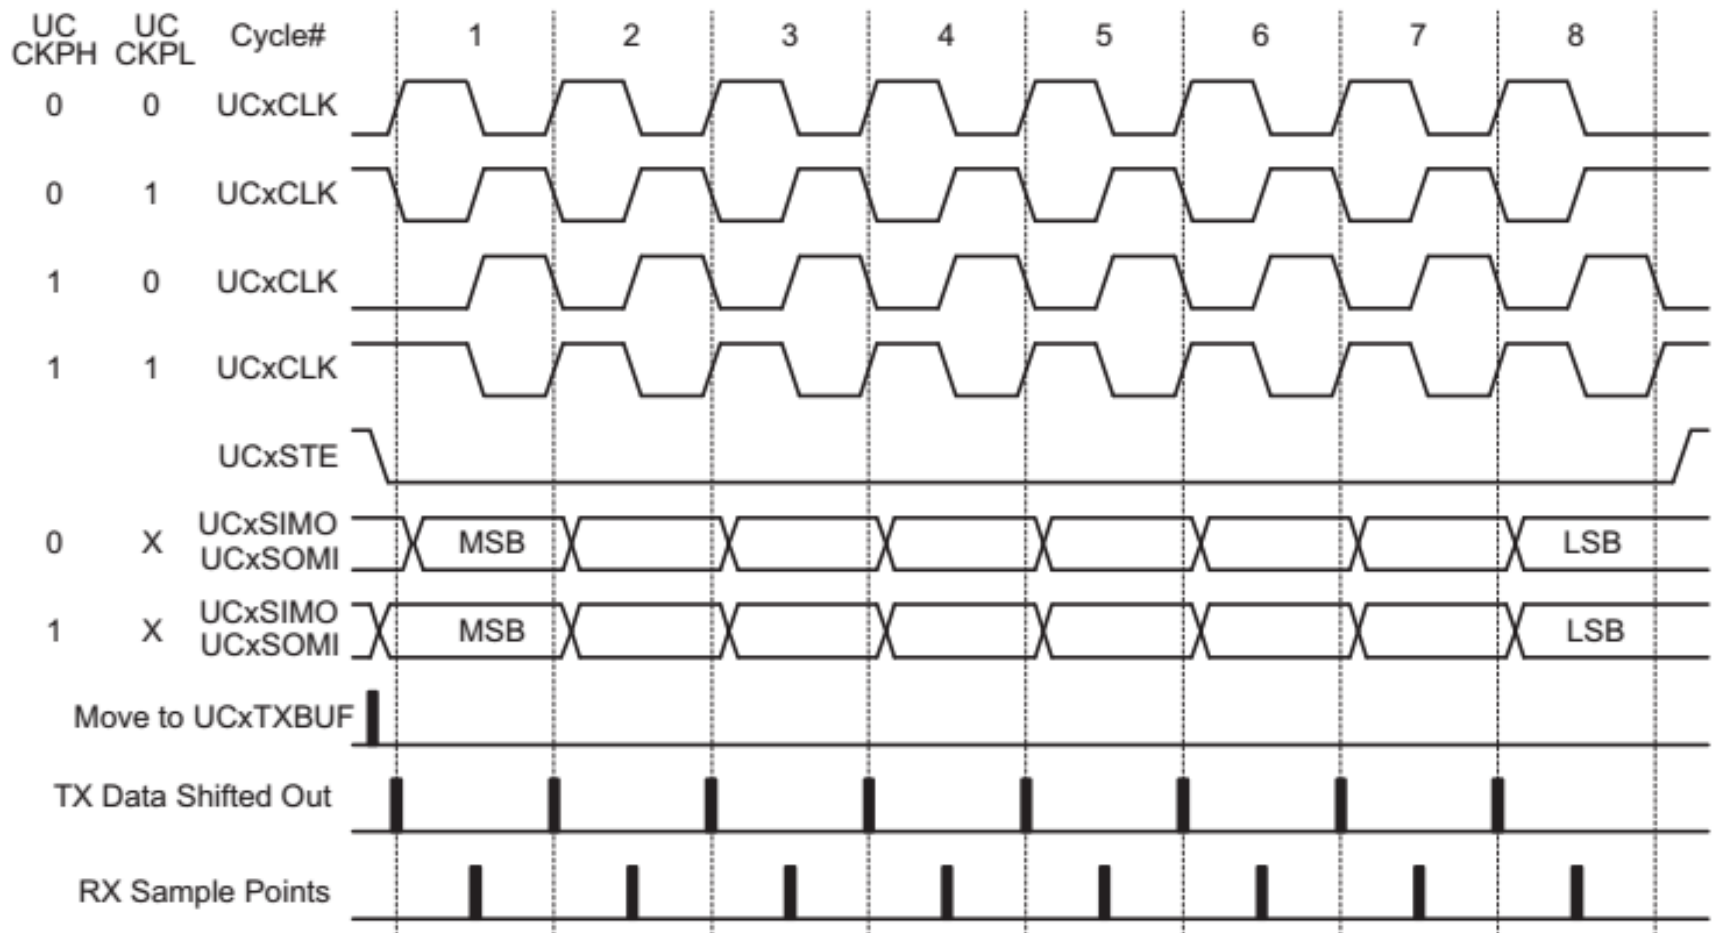 UC CKPH UC CKPL Cycle# 1 2 3 4 5 6 7 8
0 0 UCxCLK
0 1 UCxCLK
1 0 UCxCLK
1 1 UCxCLK
UCxSTE
0 X UCxSIMO UCxSOMI MSB LSB
1 X UCxSIMO UCxSOMI MSB LSB
Move to UCxTXBUF
TX Data Shifted Out
RX Sample Points